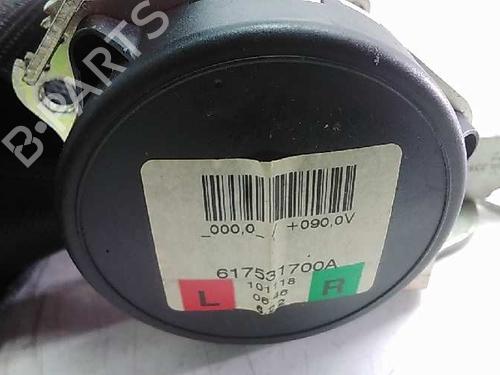 B-PARTS
_000,0_ / +090,0V
617531700A
L
R
101118